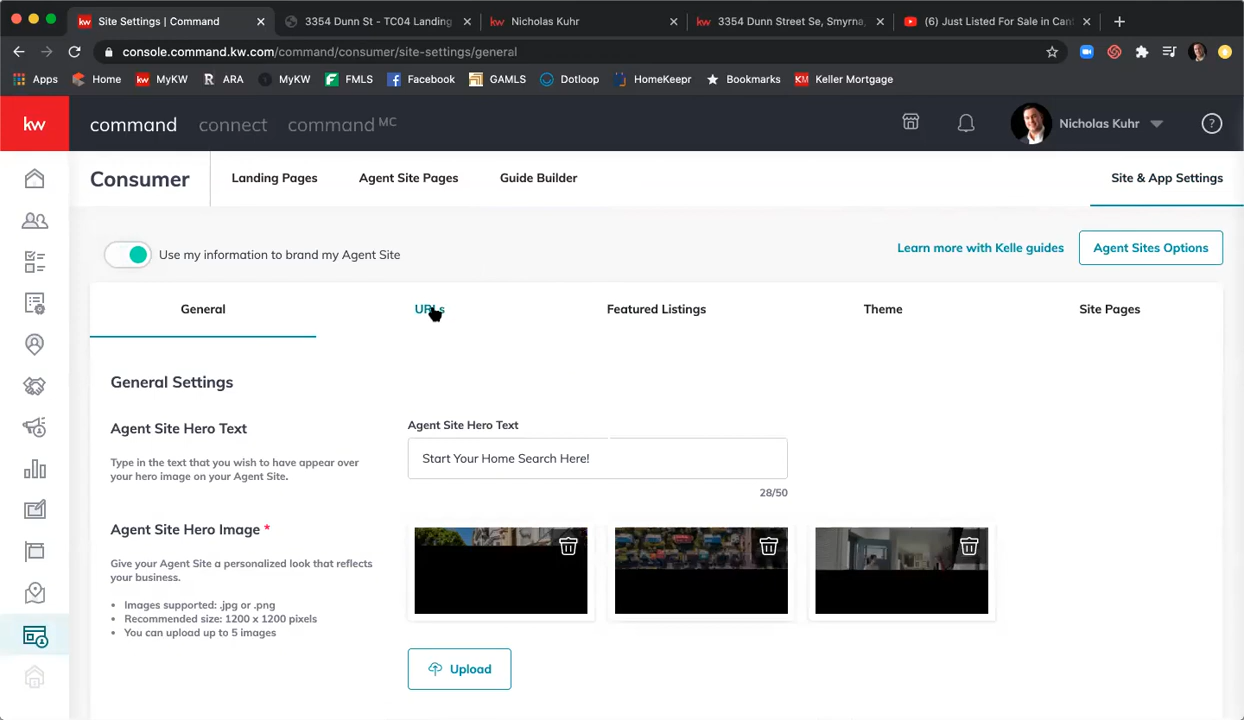 Site Settings | Command
3354 Dunn St - TC04 Landing
Nicholas Kuhr
3354 Dunn Street Se, Smyrna,
(6) Just Listed For Sale in Can
console.command.kw.com/command/consumer/site-settings/general
Apps
Home
MyKW
ARA
MyKW
FMLS
Facebook
GAMLS
Dotloop
HomeKeepr
Bookmarks
Keller Mortgage
kw
command
connect
command MC
Nicholas Kuhr
Consumer
Landing Pages
Agent Site Pages
Guide Builder
Site & App Settings
Use my information to brand my Agent Site
Learn more with Kelle guides
Agent Sites Options
General
URLs
Featured Listings
Theme
Site Pages
General Settings
Agent Site Hero Text
Type in the text that you wish to have appear over
your hero image on your Agent Site.
Agent Site Hero Text
Start Your Home Search Here!
28/50
Agent Site Hero Image *
Give your Agent Site a personalized look that reflects
your business.
• Images supported: .jpg or .png
• Recommended size: 1200 x 1200 pixels
• You can upload up to 5 images
Upload